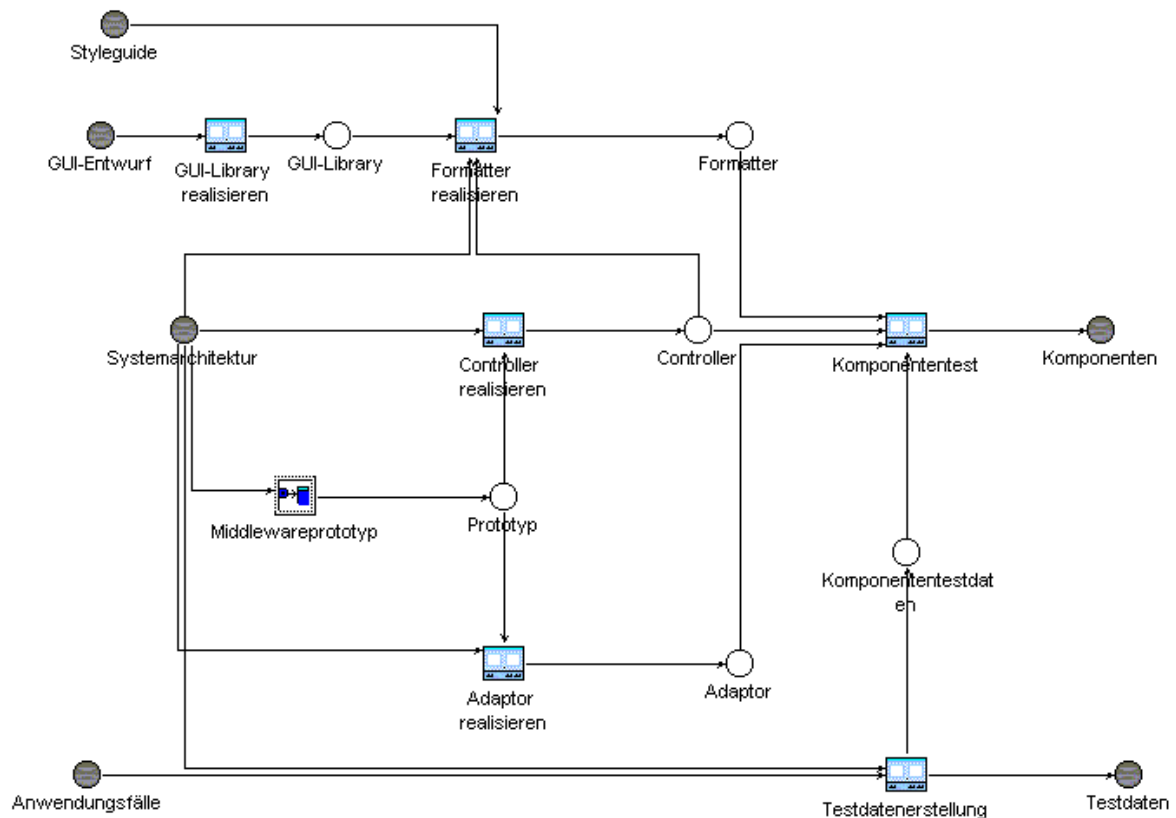 Styleguide
GUI-Entwurf
GUI-Library
realisieren
GUI-Library
Formatter
realisieren
Formatter
Systemarchitektur
Controller
realisieren
Controller
Komponententest
Komponenten
Middlewareprototyp
Prototyp
Komponententestdat
en
Adaptor
realisieren
Adaptor
Anwendungsfälle
Testdatenerstellung
Testdaten